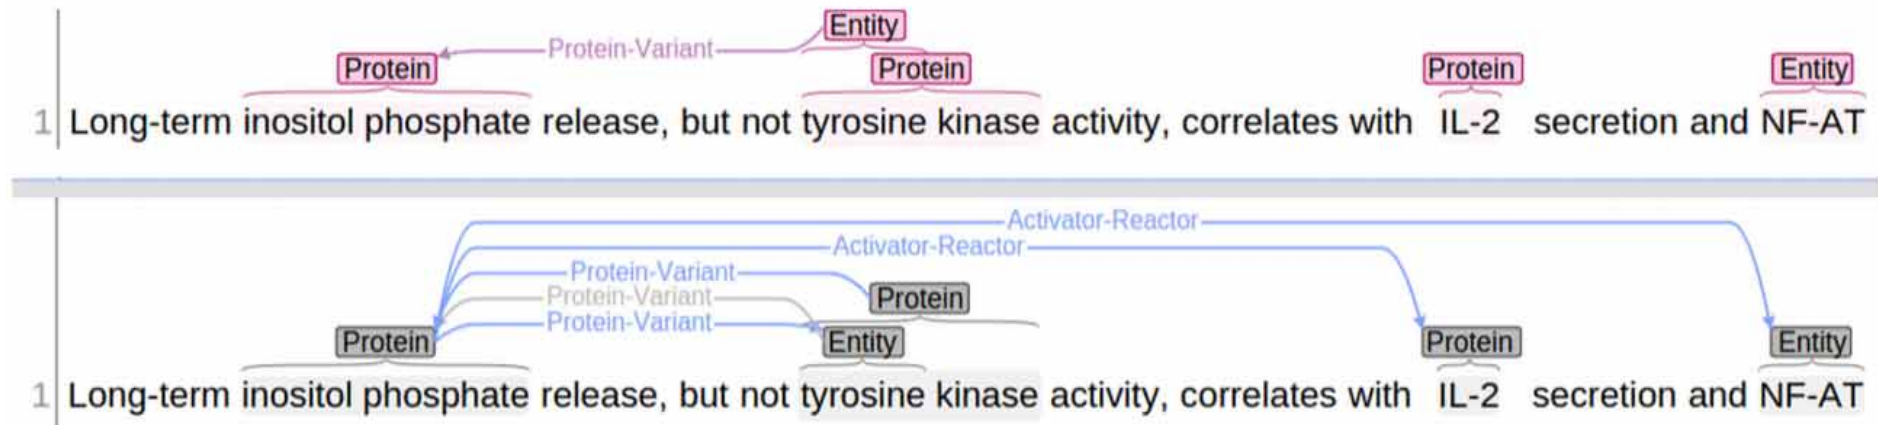 Entity
Protein-Variant
Protein Protein Protein Entity
1 Long-term inositol phosphate release, but not tyrosine kinase activity, correlates with IL-2 secretion and NF-AT
Activator-Reactor
Activator-Reactor
Protein-Variant
Protein-Variant Protein
Protein-Variant
Protein Entity Protein Entity
1 Long-term inositol phosphate release, but not tyrosine kinase activity, correlates with IL-2 secretion and NF-AT